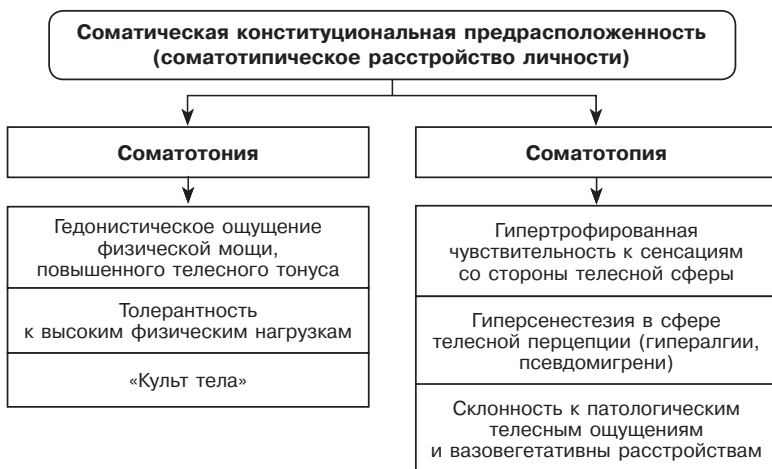 Соматическая конституциональная предрасположенность
(соматотипическое расстройство личности)
Соматотония
Гедонистическое ощущение
физической мощи,
повышенного телесного тонуса
Толерантность
к высоким физическим нагрузкам
«Культ тела»
Соматотопия
Гипертрофированная
чувствительность к сенсациям
со стороны телесной сферы
Гиперсенестезия в сфере
телесной перцепции (гипералгии,
псевдомигрени)
Склонность к патологическим
телесным ощущениям
и вазовегетативны расстройствам